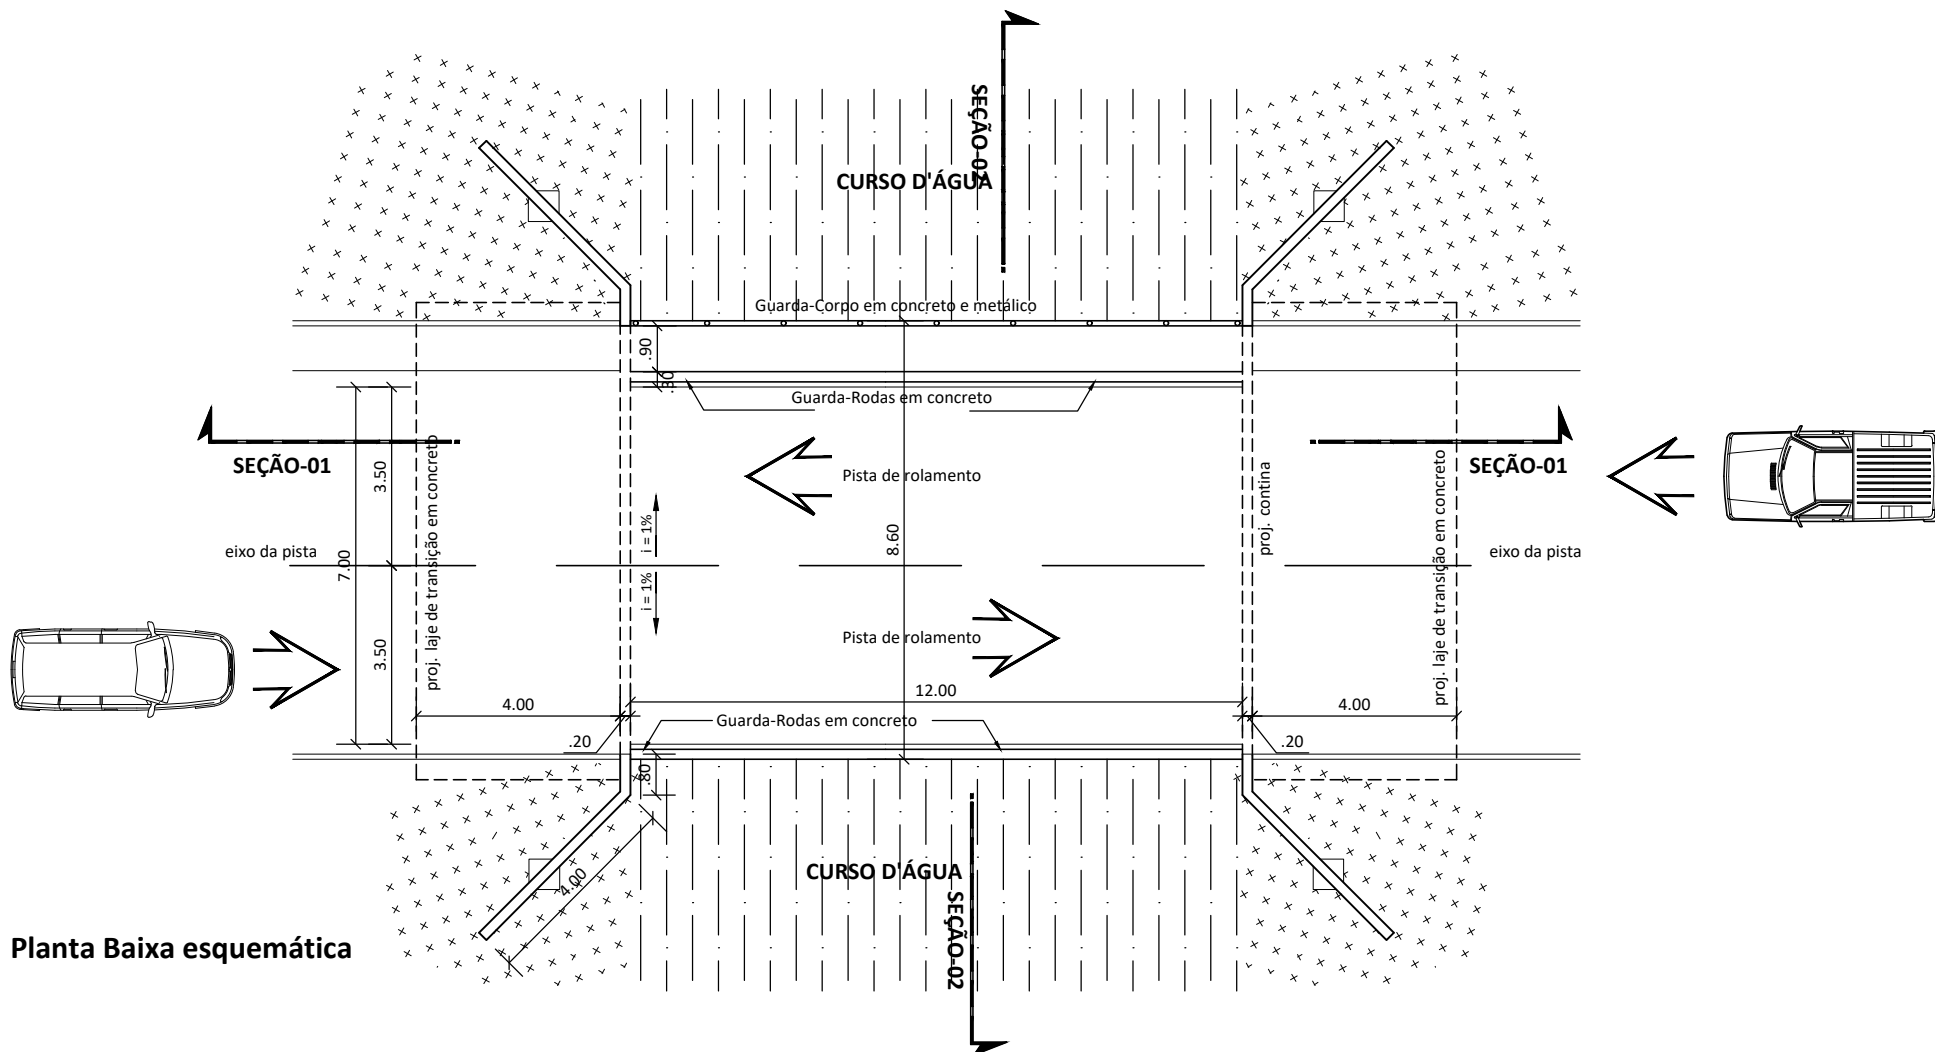 SEÇÃO-02
CURSO D'ÁGUA
Guarda-Corpo em concreto e metálico
.90
.30
Guarda-Rodas em concreto
SEÇÃO-01
SEÇÃO-01
3.50
proj. laje de transição em concreto
Pista de rolamento
proj. contina
proj. laje de transição em concreto
i = 1%
8.60
eixo da pista
eixo da pista
7.00
i = 1%
3.50
Pista de rolamento
12.00
4.00
4.00
Guarda-Rodas em concreto
.20
.20
.80
4.00
CURSO D'ÁGUA
SEÇÃO-02
Planta Baixa esquemática